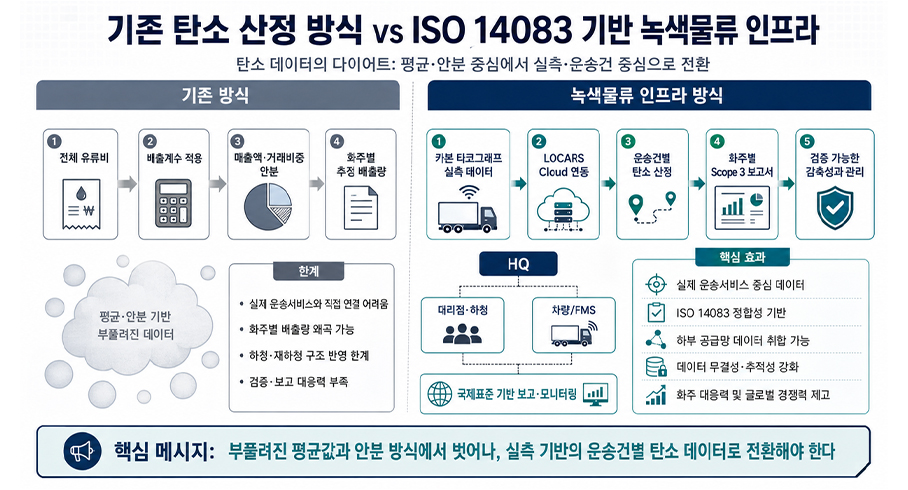 기존 탄소 산정 방식 vs ISO 14083 기반 녹색물류 인프라
탄소 데이터의 다이어트: 평균·안분 중심에서 실측·운송건 중심으로 전환
기존 방식
1
전체 유류비
₩
2
배출계수 적용
3
매출액·거래비중
안분
4
화주별
추정 배출량
평균·안분 기반
부풀려진 데이터
한계
• 실제 운송서비스와 직접 연결 어려움
• 화주별 배출량 왜곡 가능
• 하청·재하청 구조 반영 한계
• 검증·보고 대응력 부족
녹색물류 인프라 방식
1
카본 타코그래프
실측 데이터
2
LOCARS
Cloud 연동
3
운송건별
탄소 산정
4
화주별
Scope 3 보고서
5
검증 가능한
감축성과 관리
HQ
대리점·하청
차량/FMS
국제표준 기반 보고·모니터링
핵심 효과
실제 운송서비스 중심 데이터
ISO 14083 정합성 기반
하부 공급망 데이터 취합 가능
데이터 무결성·추적성 강화
화주 대응력 및 글로벌 경쟁력 제고
핵심 메시지: 부풀려진 평균값과 안분 방식에서 벗어나, 실측 기반의 운송건별 탄소 데이터로 전환해야 한다